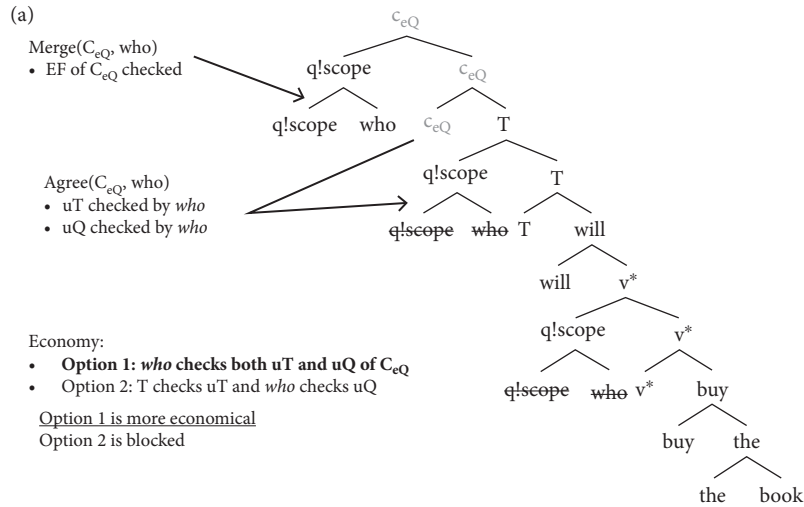 (a)
c_eQ
Merge(C_eQ, who)
• EF of C_eQ checked
q!scope c_eQ
q!scope who c_eQ T
Agree(C_eQ, who)
• uT checked by who
• uQ checked by who
q!scope T
q!scope who T will
will v*
q!scope v*
q!scope who v* buy
buy the
the book
Economy:
• Option 1: who checks both uT and uQ of C_eQ
• Option 2: T checks uT and who checks uQ
Option 1 is more economical
Option 2 is blocked